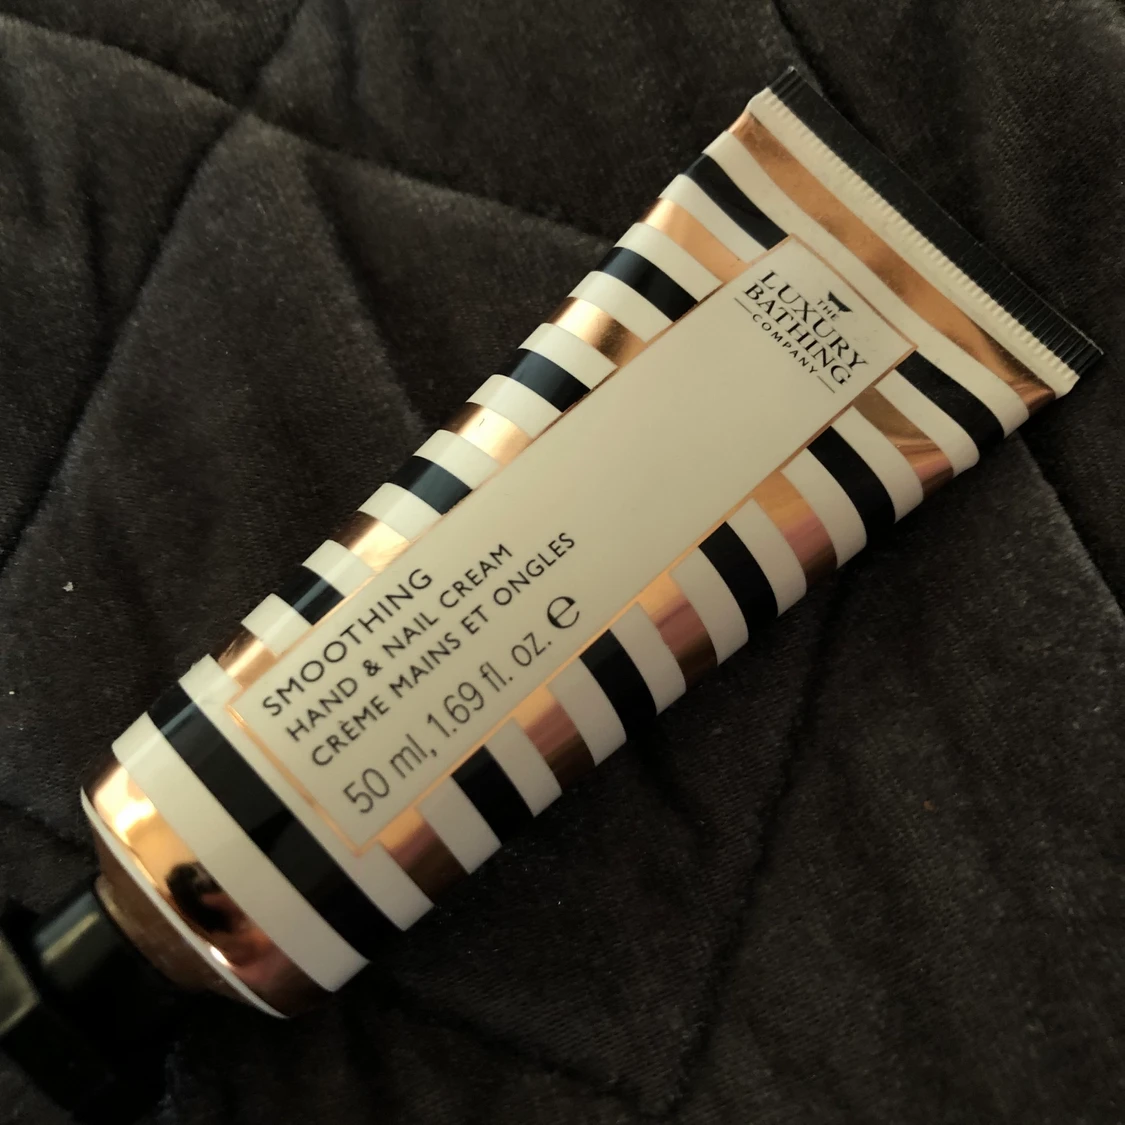 THE
LUXURY
BATHING
COMPANY
SMOOTHING
HAND & NAIL CREAM
CRÈME MAINS ET ONGLES
50 ml, 1.69 fl. oz. e